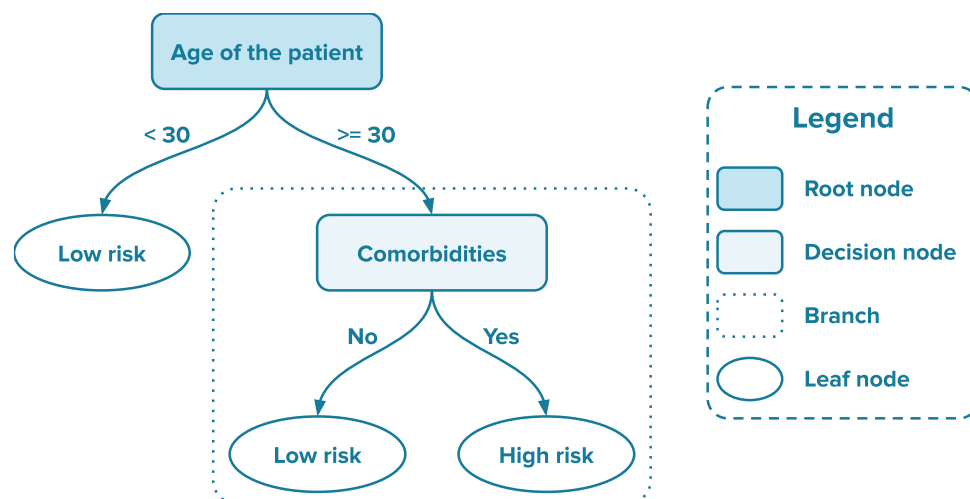 Age of the patient
< 30
>= 30
Low risk
Comorbidities
No
Yes
Low risk
High risk
Legend
Root node
Decision node
Branch
Leaf node